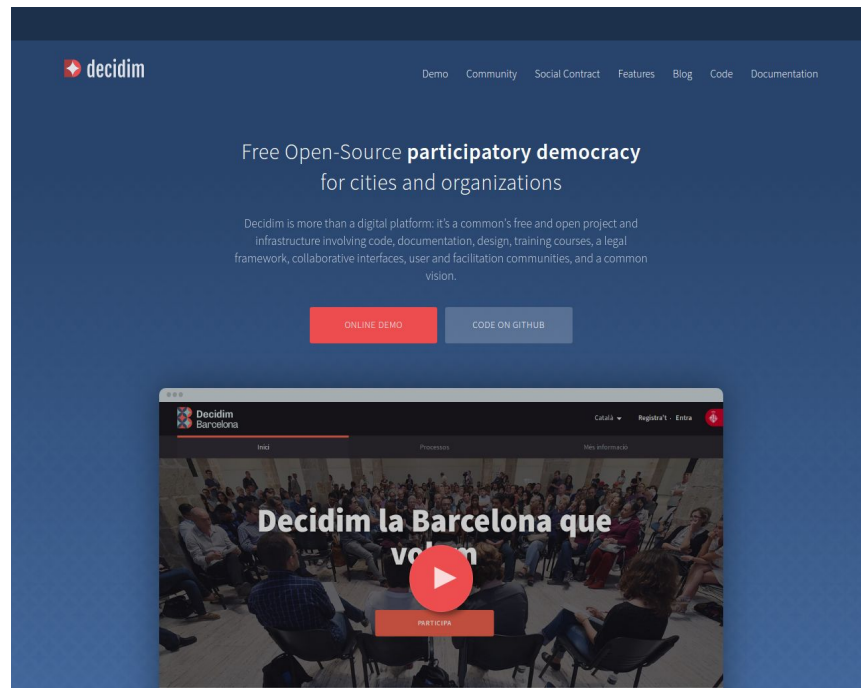 decidim
Demo Community Social Contract Features Blog Code Documentation
Free Open-Source participatory democracy
for cities and organizations
Decidim is more than a digital platform: it's a common's free and open project and
infrastructure involving code, documentation, design, training courses, a legal
framework, collaborative interfaces, user and facilitation communities, and a common
vision.
ONLINE DEMO CODE ON GITHUB
Decidim
Barcelona
Català Registra't · Entra
Inici Processos Més informació
Decidim la Barcelona que
PARTICIPA